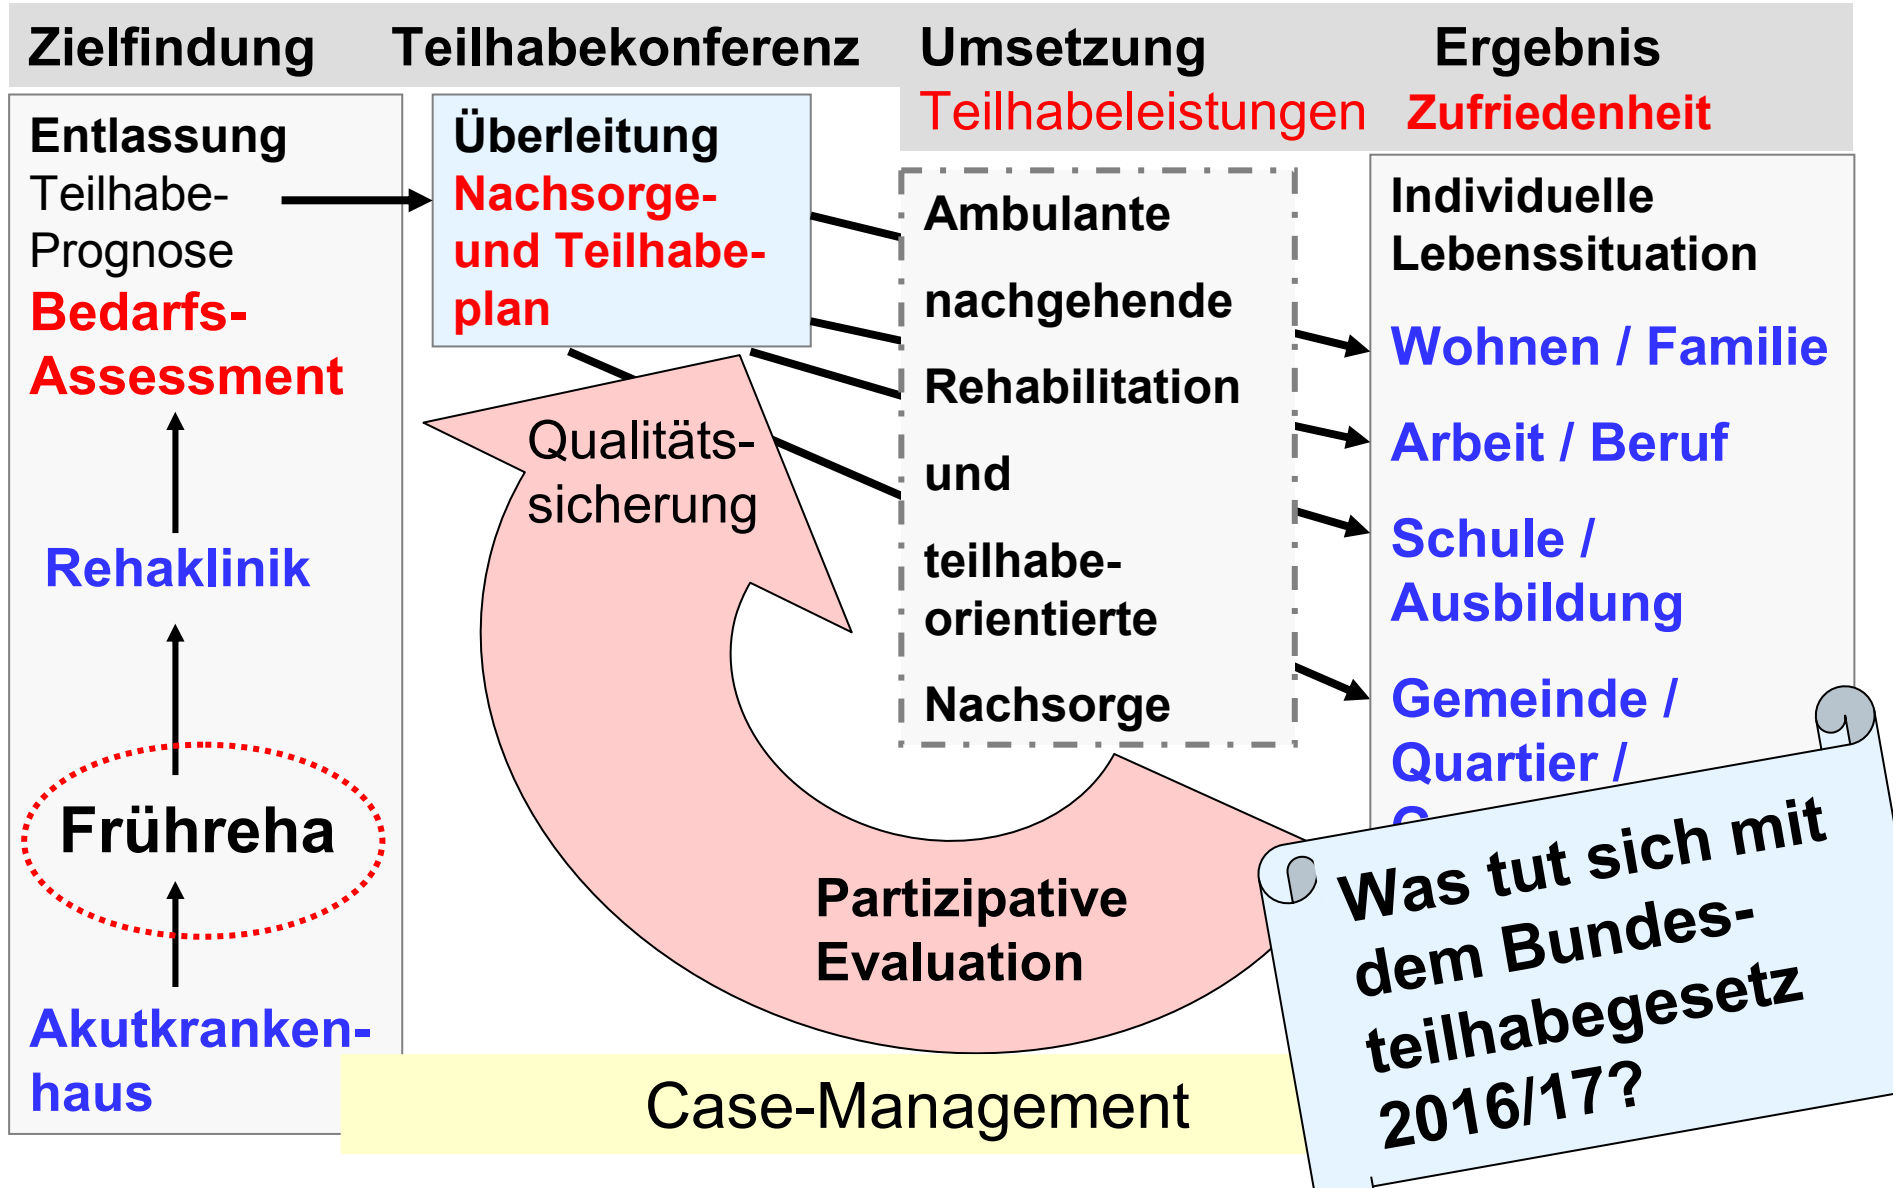 Zielfindung
Teilhabekonferenz
Umsetzung
Teilhabeleistungen
Ergebnis
Zufriedenheit
Entlassung
Teilhabe-
Prognose
Bedarfs-
Assessment
Rehaklinik
Frühreha
Akutkranken-
haus
Überleitung
Nachsorge-
und Teilhabe-
plan
Qualitäts-
sicherung
Partizipative
Evaluation
Ambulante
nachgehende
Rehabilitation
und
teilhabe-
orientierte
Nachsorge
Individuelle
Lebenssituation
Wohnen / Familie
Arbeit / Beruf
Schule /
Ausbildung
Gemeinde /
Quartier /
Was tut sich mit
dem Bundes-
teilhabegesetz
2016/17?
Case-Management